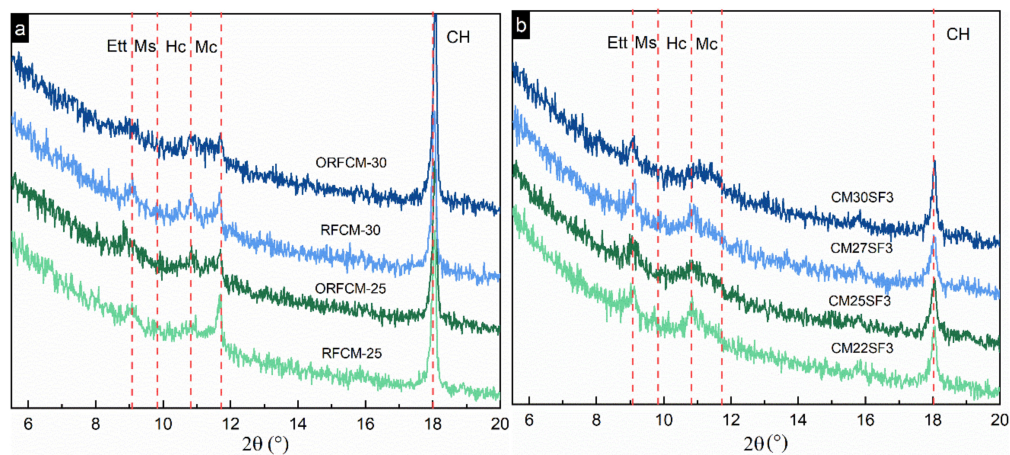 a
Ett Ms Hc Mc CH
ORFCM-30
RFCM-30
ORFCM-25
RFCM-25
6 8 10 12 14 16 18 20
2θ (°)
b
Ett Ms Hc Mc CH
CM30SF3
CM27SF3
CM25SF3
CM22SF3
6 8 10 12 14 16 18 20
2θ (°)